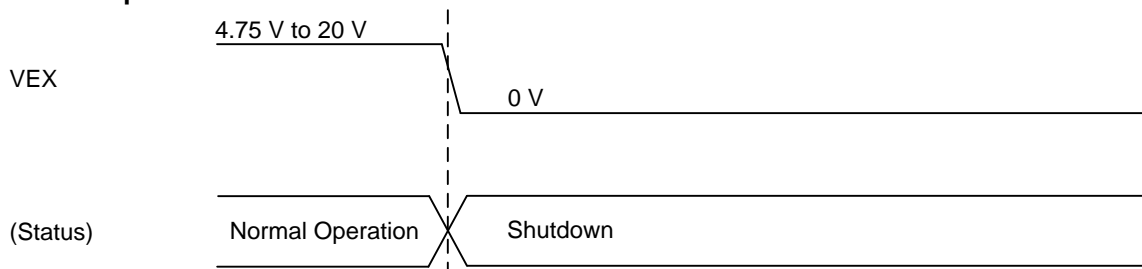 4.75 V to 20 V
VEX
0 V
(Status)
Normal Operation
Shutdown